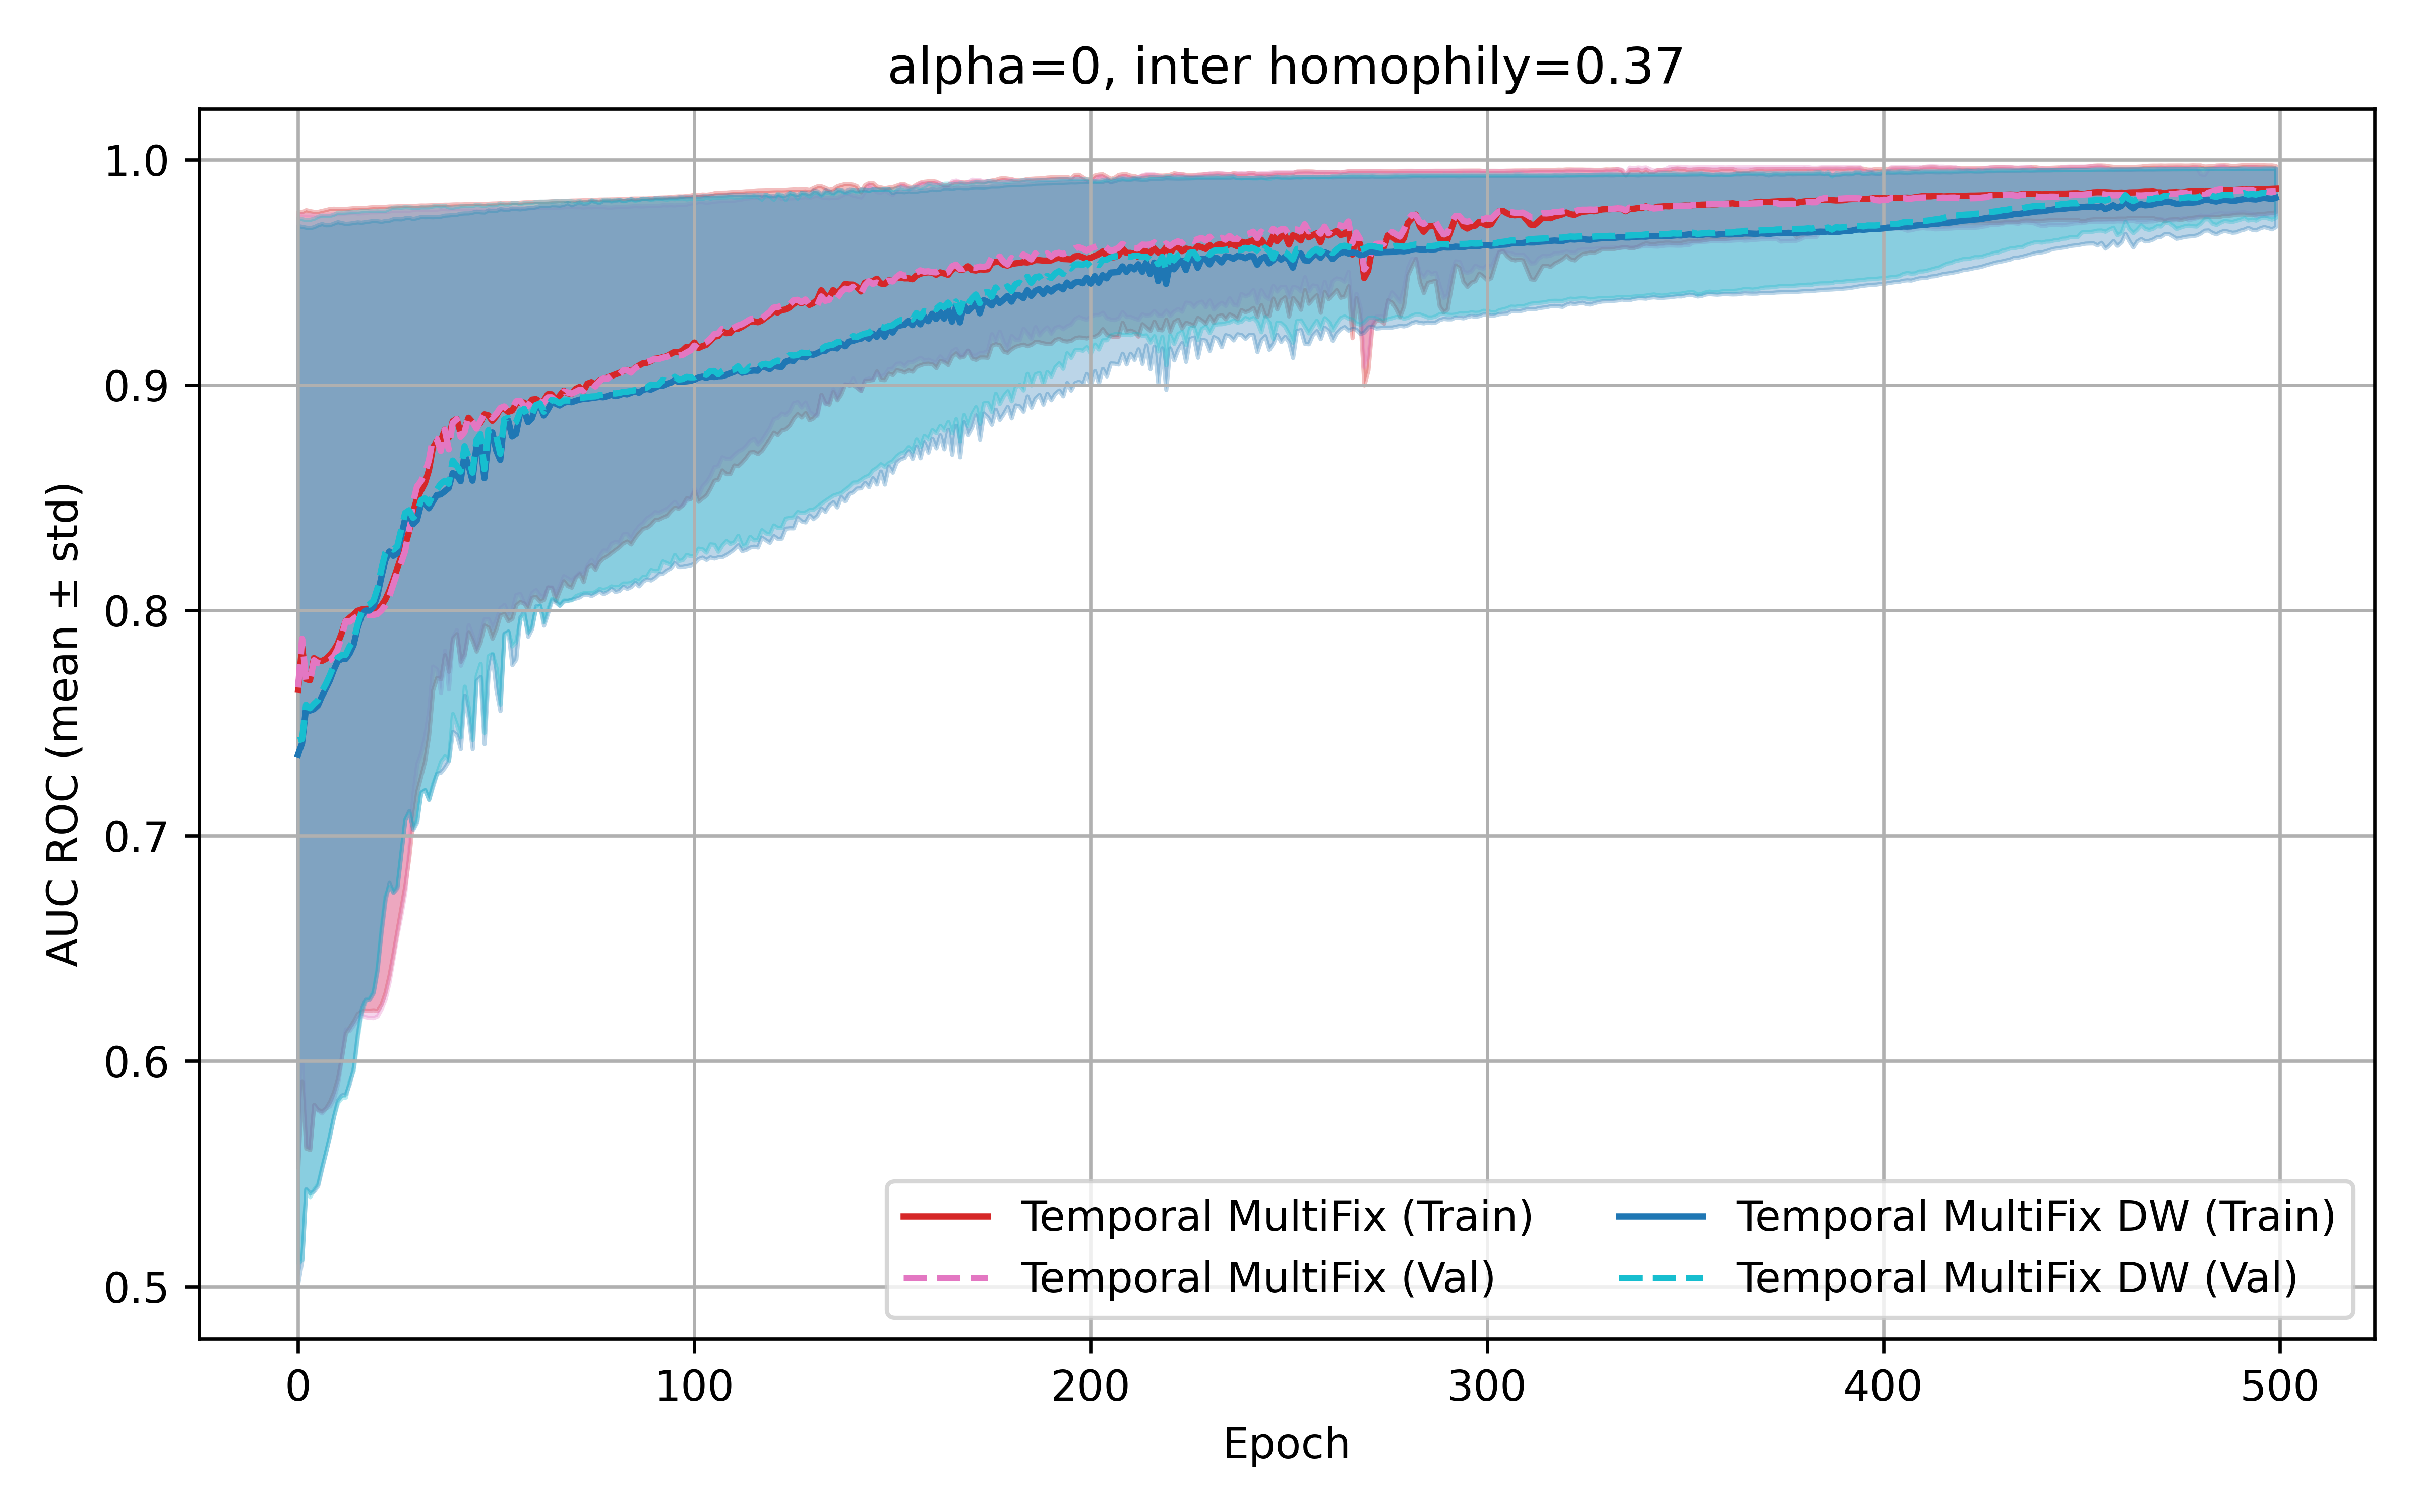 alpha=0, inter homophily=0.37
AUC ROC (mean ± std)
1.0
0.9
0.8
0.7
0.6
0.5
0
100
200
300
400
500
Epoch
Temporal MultiFix (Train)
Temporal MultiFix (Val)
Temporal MultiFix DW (Train)
Temporal MultiFix DW (Val)